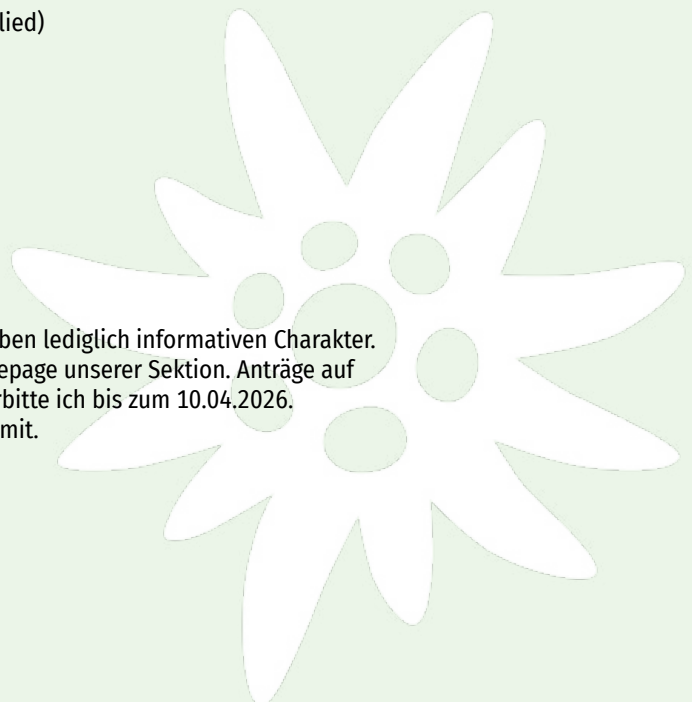 lied)
ben lediglich informativen Charakter.
epage unserer Sektion. Anträge auf
rbitte ich bis zum 10.04.2026.
mit.